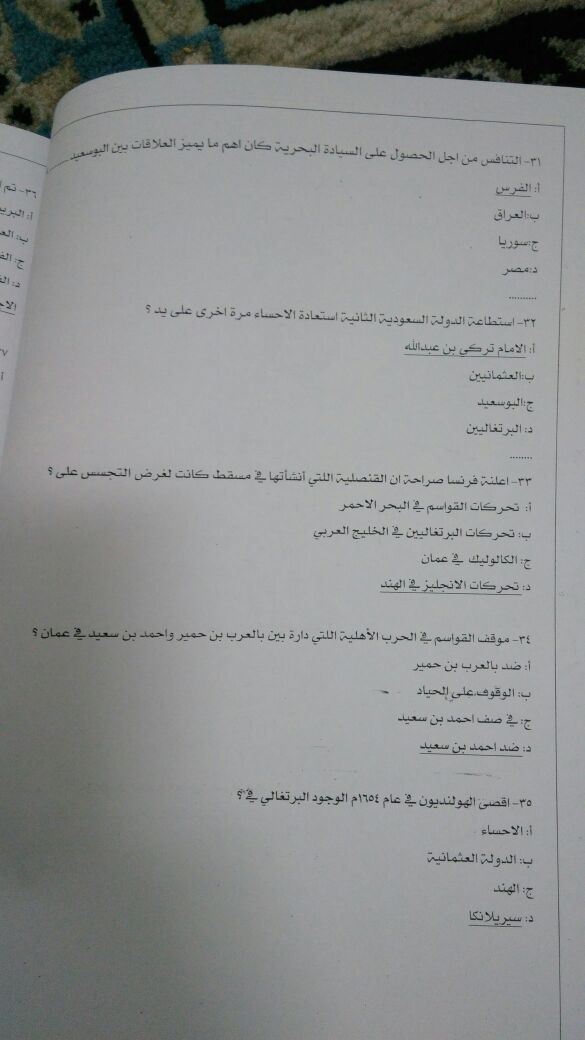 ٣١- التنافس من اجل الحصول على السيادة البحرية كان اهم ما يميز العلاقات بين البوسعيد ......
أ: الفرس
ب:العراق
ج:سوريا
د:مصر
..........
٣٢- استطاعة الدولة السعودية الثانية استعادة الاحساء مرة اخرى على يد ؟
أ: الامام تركي بن عبدالله
ب:العثمانيين
ج:البوسعيد
د: البرتغاليين
........
٣٣- اعلنة فرنسا صراحة ان القنصلية اللتي أنشأتها في مسقط كانت لغرض التجسس على ؟
أ: تحركات القواسم في البحر الاحمر
ب: تحركات البرتغاليين في الخليج العربي
ج: الكالوليك في عمان
د: تحركات الانجليز في الهند
٣٤- موقف القواسم في الحرب الأهلية اللتي دارة بين بالعرب بن حمير واحمد بن سعيد في عمان ؟
أ: ضد بالعرب بن حمير
ب: الوقوف على الحياد
ج: في صف احمد بن سعيد
د: ضد احمد بن سعيد
٣٥- اقصى الهولنديون في عام ١٦٥٤م الوجود البرتغالي في ؟
أ: الاحساء
ب: الدولة العثمانية
ج: الهند
د: سيريلانكا
٣٦- تم
أ: البري
ب:
ج:
د: